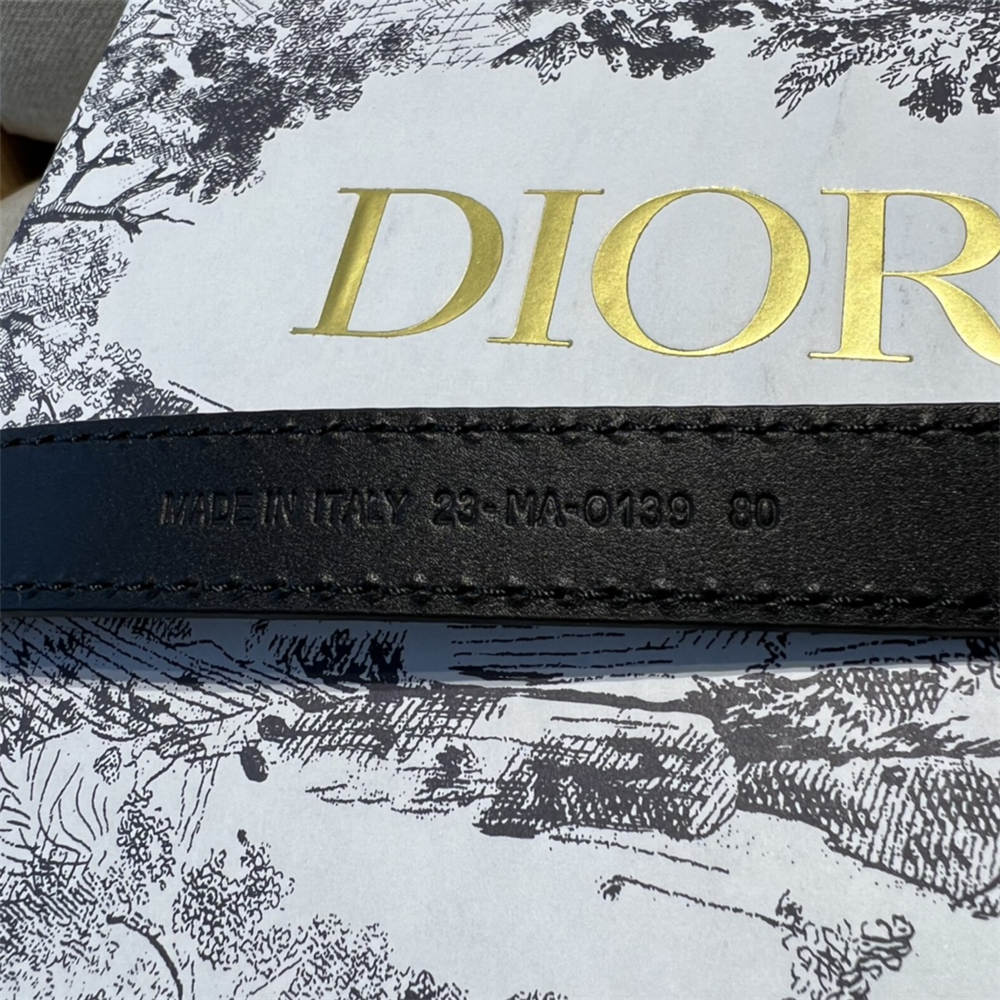 DIOR
MADE IN ITALY 23-MA-0139 80